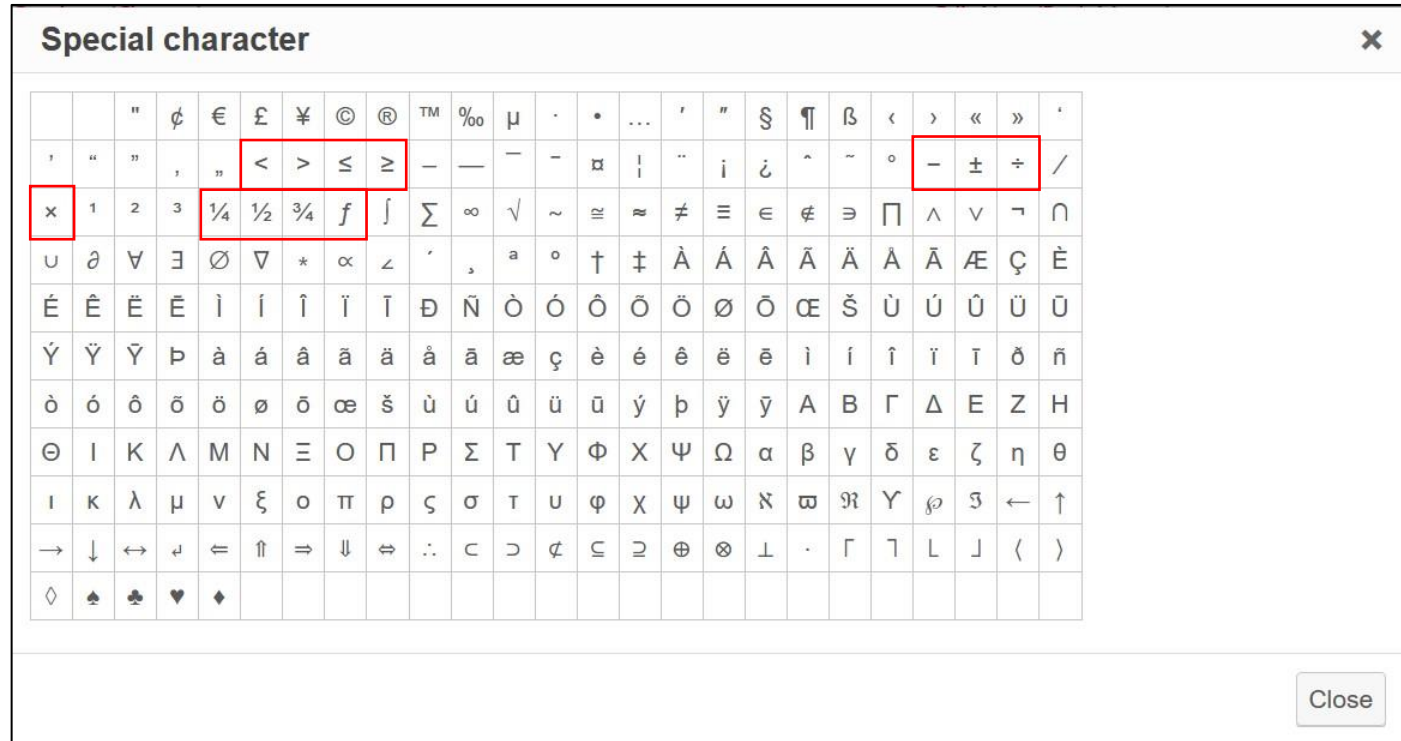 Special character ×
" ¢ € £ ¥ © ® ™ ‰ µ · • … ′ ″ § ¶ ß ‹ › « » ‘
’ “ ” ‚ „ < > ≤ ≥ – — ¯ ‾ ¤ ¦ ¨ ¡ ¿ ˆ ˜ ° − ± ÷ ⁄
× ¹ ² ³ ¼ ½ ¾ ƒ ∫ ∑ ∞ √ ∼ ≅ ≈ ≠ ≡ ∈ ∉ ∋ ∏ ∧ ∨ ¬ ∩
∪ ∂ ∀ ∃ ∅ ∇ ∗ ∝ ∠ ´ ¸ ª º † ‡ À Á Â Ã Ä Å Ā Æ Ç È
É Ê Ë Ē Ì Í Î Ï Ī Ð Ñ Ò Ó Ô Õ Ö Ø Ō Œ Š Ù Ú Û Ü Ū
Ý Ÿ Ȳ Þ à á â ã ä å ā æ ç è é ê ë ē ì í î ï ī ð ñ
ò ó ô õ ö ø ō œ š ù ú û ü ū ý þ ÿ ȳ Α Β Γ Δ Ε Ζ Η
Θ Ι Κ Λ Μ Ν Ξ Ο Π Ρ Σ Τ Υ Φ Χ Ψ Ω α β γ δ ε ζ η θ
ι κ λ μ ν ξ ο π ρ ς σ τ υ φ χ ψ ω ℵ ϖ ℜ ϒ ℘ ℑ ← ↑
→ ↓ ↔ ↵ ⇐ ⇑ ⇒ ⇓ ⇔ ∴ ⊂ ⊃ ⊄ ⊆ ⊇ ⊕ ⊗ ⊥ ⋅ ⌈ ⌉ ⌊ ⌋ ⟨ ⟩
◊ ♠ ♣ ♥ ♦
Close